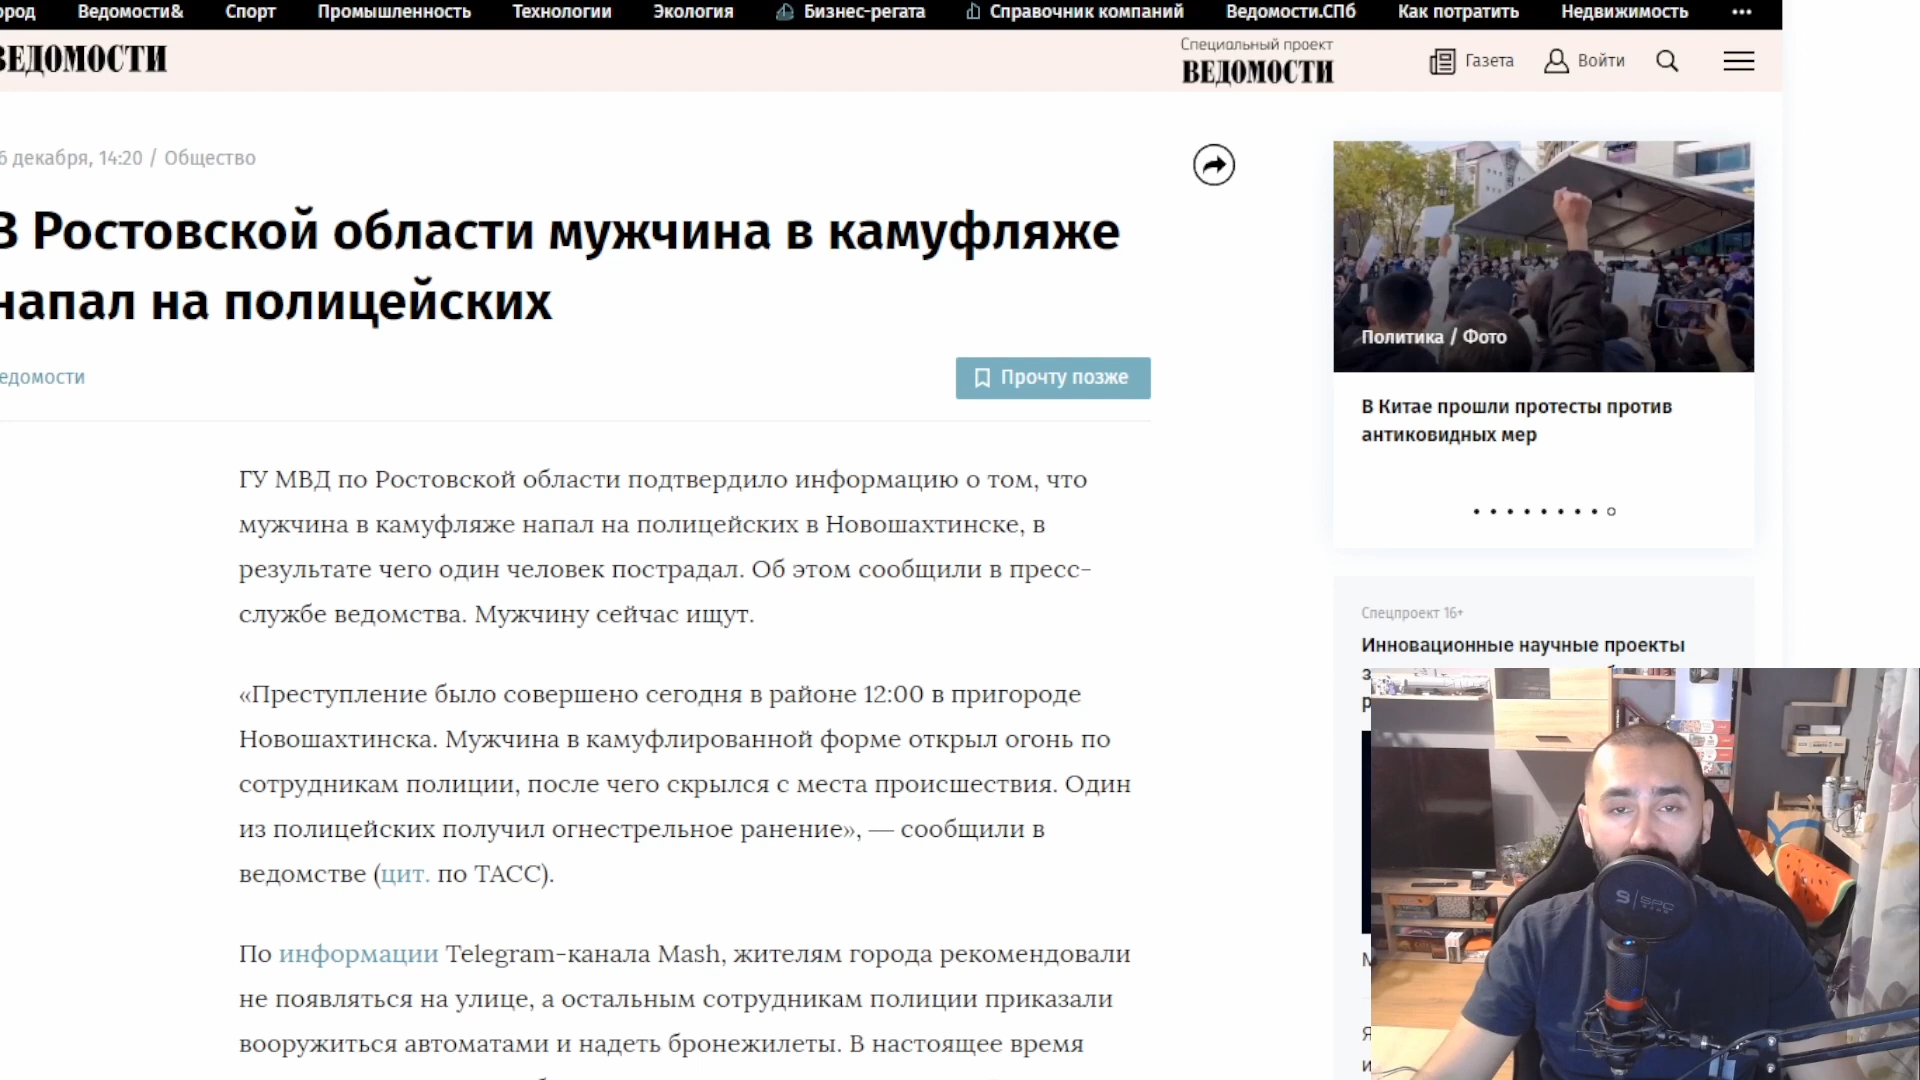 Ведомости& Спорт Промышленность Технологии Экология Бизнес-регата Справочник компаний Ведомости.СПб Как потратить Недвижимость •••
ВЕДОМОСТИ
Специальный проект
ВЕДОМОСТИ
Газета Войти
6 декабря, 14:20 / Общество
В Ростовской области мужчина в камуфляже
напал на полицейских
едомости
Прочту позже
ГУ МВД по Ростовской области подтвердило информацию о том, что
мужчина в камуфляже напал на полицейских в Новошахтинске, в
результате чего один человек пострадал. Об этом сообщили в пресс-
службе ведомства. Мужчину сейчас ищут.
«Преступление было совершено сегодня в районе 12:00 в пригороде
Новошахтинска. Мужчина в камуфлированной форме открыл огонь по
сотрудникам полиции, после чего скрылся с места происшествия. Один
из полицейских получил огнестрельное ранение», — сообщили в
ведомстве (цит. по ТАСС).
По информации Telegram-канала Mash, жителям города рекомендовали
не появляться на улице, а остальным сотрудникам полиции приказали
вооружиться автоматами и надеть бронежилеты. В настоящее время
Политика / Фото
В Китае прошли протесты против
антиковидных мер
Спецпроект 16+
Инновационные научные проекты
SPC